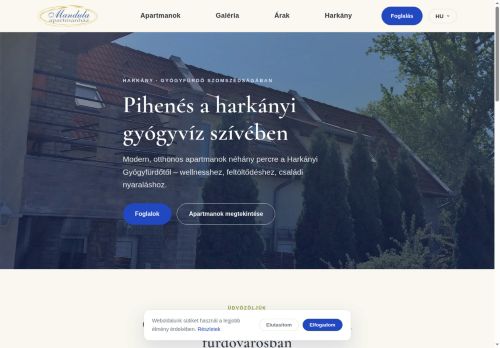 Mandula
apartmanház
Apartmanok
Galéria
Árak
Harkány
Foglalás
HU
HARKÁNY · GYÓGYFÜRDŐ SZOMSZÉDSÁGÁBAN
Pihenés a harkányi
gyógyvíz szívében
Modern, otthonos apartmanok néhány percre a Harkányi
Gyógyfürdőtől – wellnesshez, feltöltődéshez, családi
nyaraláshoz.
Foglalok
Apartmanok megtekintése
ÜDVÖZÖLJÜK
Weboldalunk sütiket használ a legjobb
élmény érdekében. Részletek
Elutasítom
Elfogadom
fürdővárosban